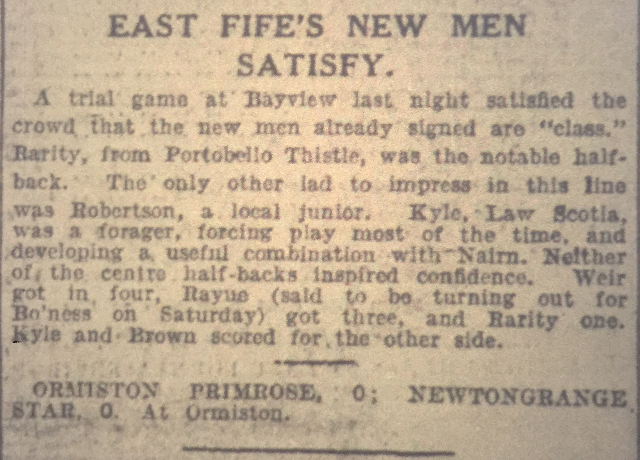 EAST FIFE'S NEW MEN
SATISFY.
A trial game at Bayview last night satisfied the
crowd that the new men already signed are "class."
Rarity, from Portobello Thistle, was the notable half-
back. The only other lad to impress in this line
was Robertson, a local junior. Kyle, Law Scotia,
was a forager, forcing play most of the time, and
developing a useful combination with Nairn. Neither
of the centre half-backs inspired confidence. Weir
got in four, Rayue (said to be turning out for
Bo'ness on Saturday) got three, and Rarity one.
Kyle and Brown scored for the other side.
ORMISTON PRIMROSE, 0; NEWTONGRANGE
STAR, 0. At Ormiston.